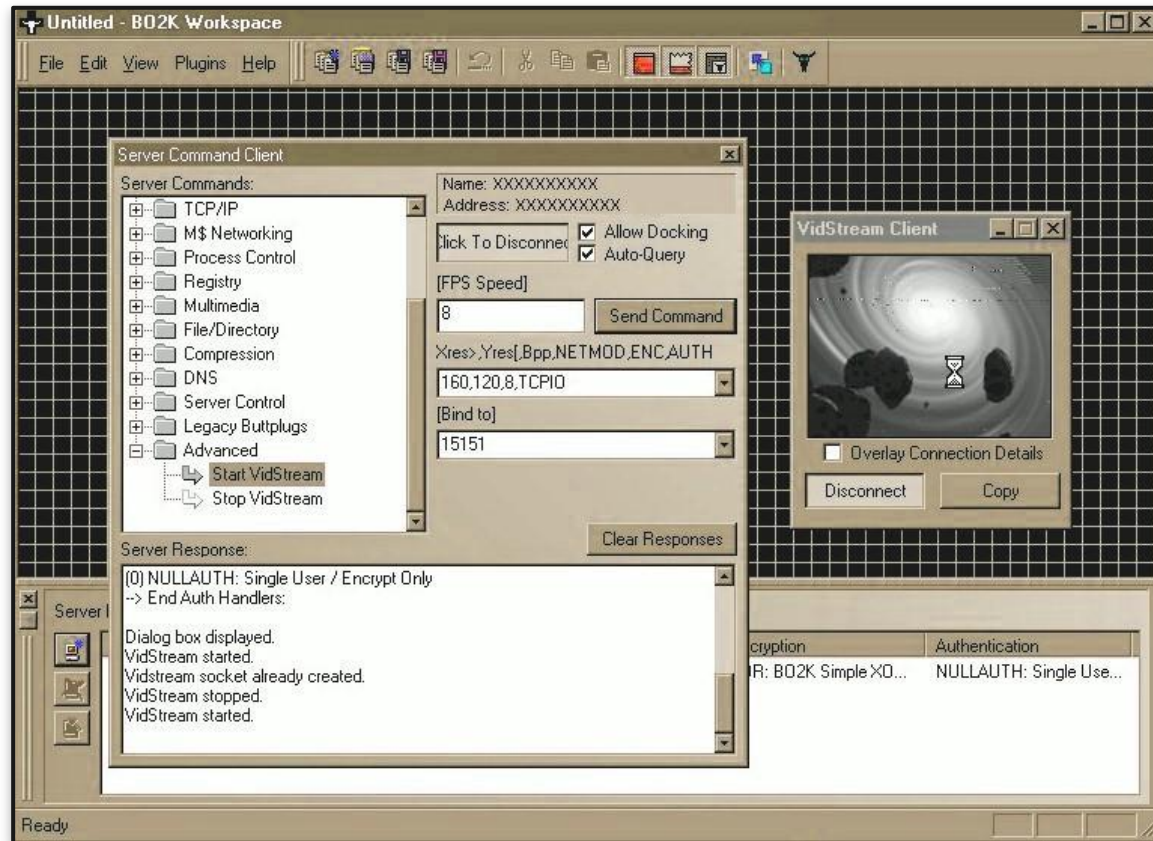 Untitled - BO2K Workspace
File Edit View Plugins Help
Server Command Client
Server Commands:
TCP/IP
M$ Networking
Process Control
Registry
Multimedia
File/Directory
Compression
DNS
Server Control
Legacy Buttplugs
Advanced
Start VidStream
Stop VidStream
Name: XXXXXXXXXX
Address: XXXXXXXXXX
Click To Disconnec
Allow Docking
Auto-Query
[FPS Speed]
8
Send Command
Xres>,Yres[,Bpp,NETMOD,ENC,AUTH
160,120,8,TCPIO
[Bind to]
15151
Clear Responses
Server Response:
(0) NULLAUTH: Single User / Encrypt Only
--> End Auth Handlers:
Dialog box displayed.
VidStream started.
Vidstream socket already created.
VidStream stopped.
VidStream started.
VidStream Client
Overlay Connection Details
Disconnect Copy
Server
cryption Authentication
R: BO2K Simple XO... NULLAUTH: Single Use...
Ready